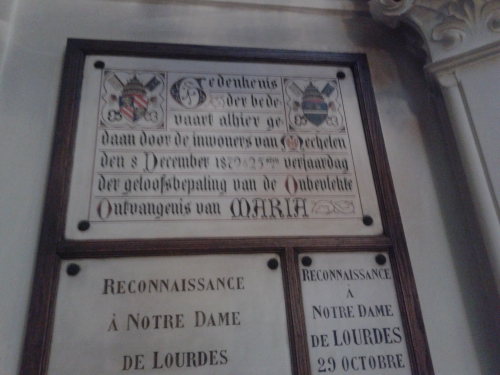 Gedenkenis
der bede
vaart alhier ge
daan door de inwoners van Mechelen
den 8 December 1879 25sten verjaardag
der geloofsbepaling van de Onbevlekte
Ontvangenis van MARIA
RECONNAISSANCE
À NOTRE DAME
DE LOURDES
RECONNAISSANCE
À
NOTRE DAME
DE LOURDES
29 OCTOBRE